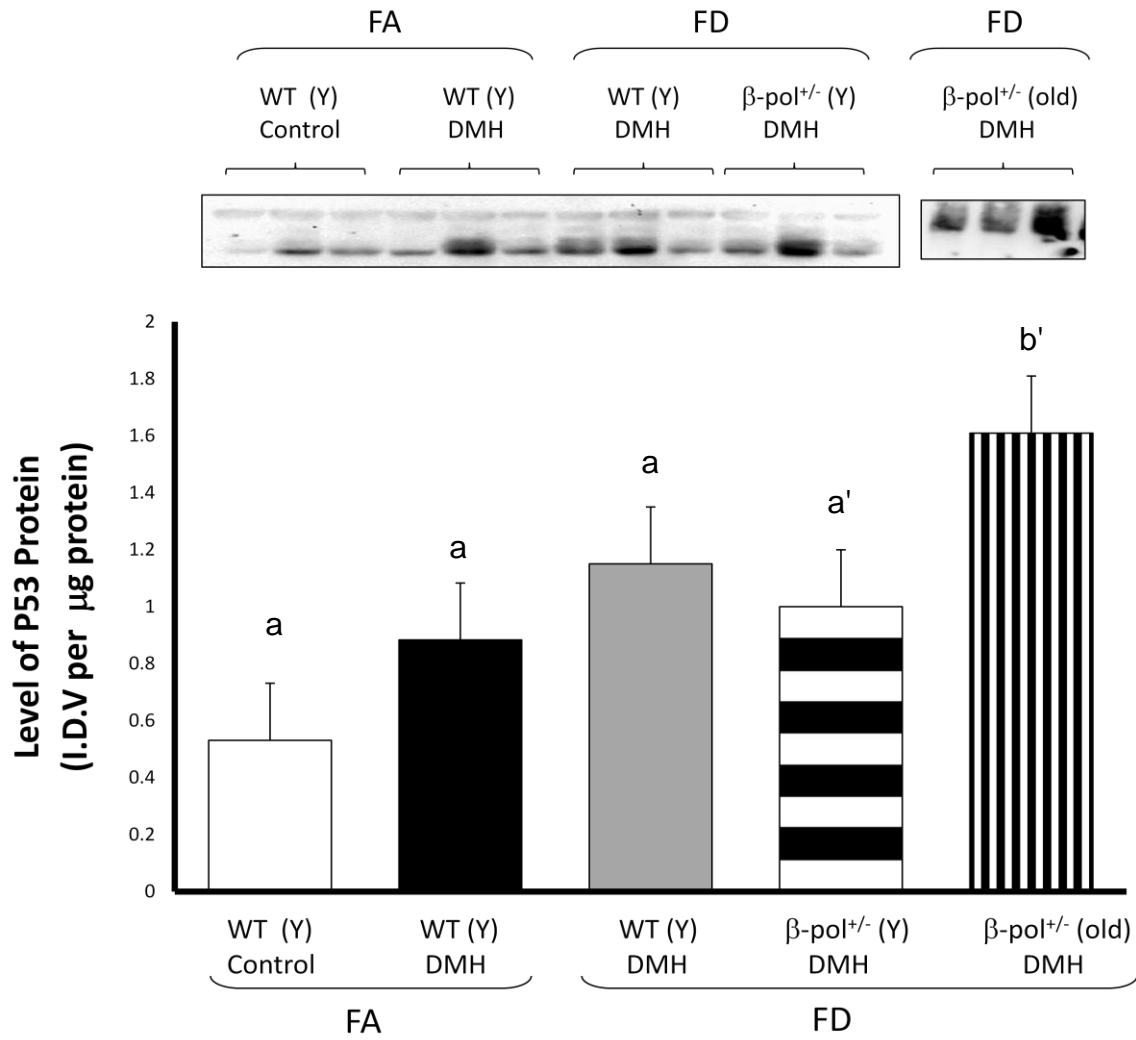 FA FD FD
WT (Y) WT (Y) WT (Y) β-pol+/- (Y) β-pol+/- (old)
Control DMH DMH DMH DMH
Level of P53 Protein
(I.D.V per μg protein)
2
1.8
1.6
1.4
1.2
1
0.8
0.6
0.4
0.2
0
a
a
a
a'
b'
WT (Y) WT (Y) WT (Y) β-pol+/- (Y) β-pol+/- (old)
Control DMH DMH DMH DMH
FA FD